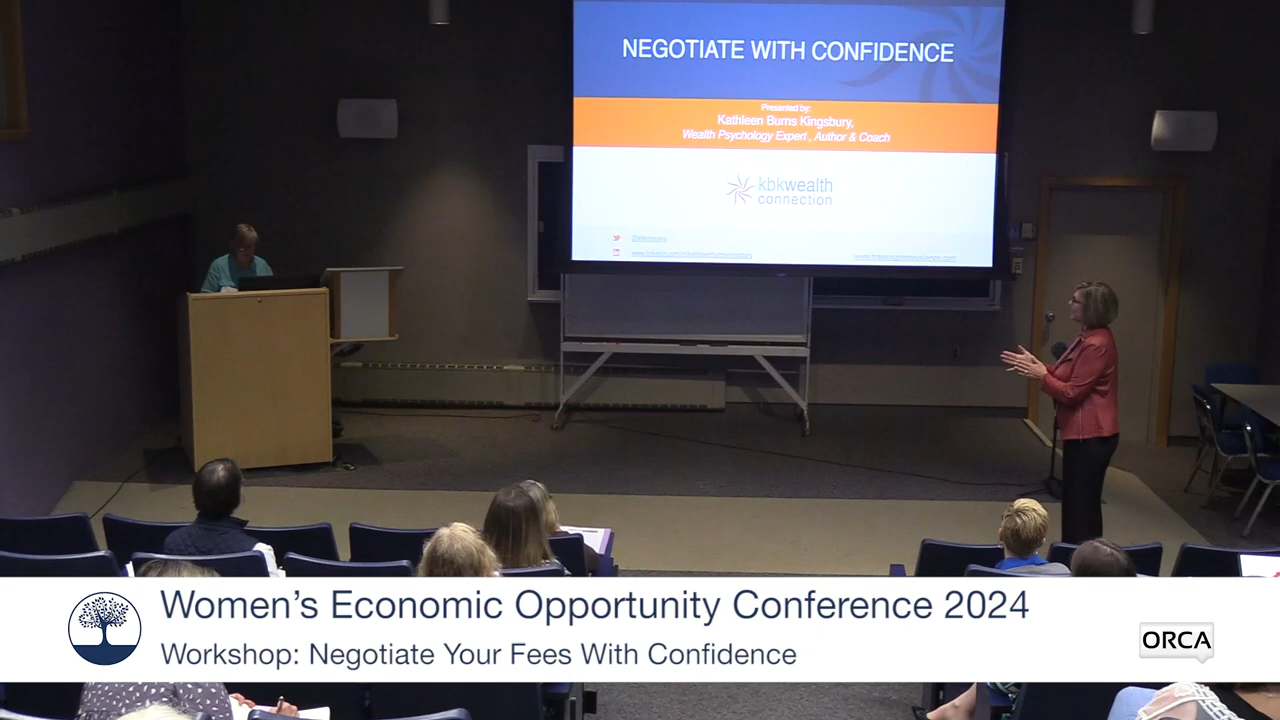 NEGOTIATE WITH CONFIDENCE
Presented by:
Kathleen Burns Kingsbury,
Wealth Psychology Expert , Author & Coach
kbkwealth
connection
Women's Economic Opportunity Conference 2024
Workshop: Negotiate Your Fees With Confidence
ORCA